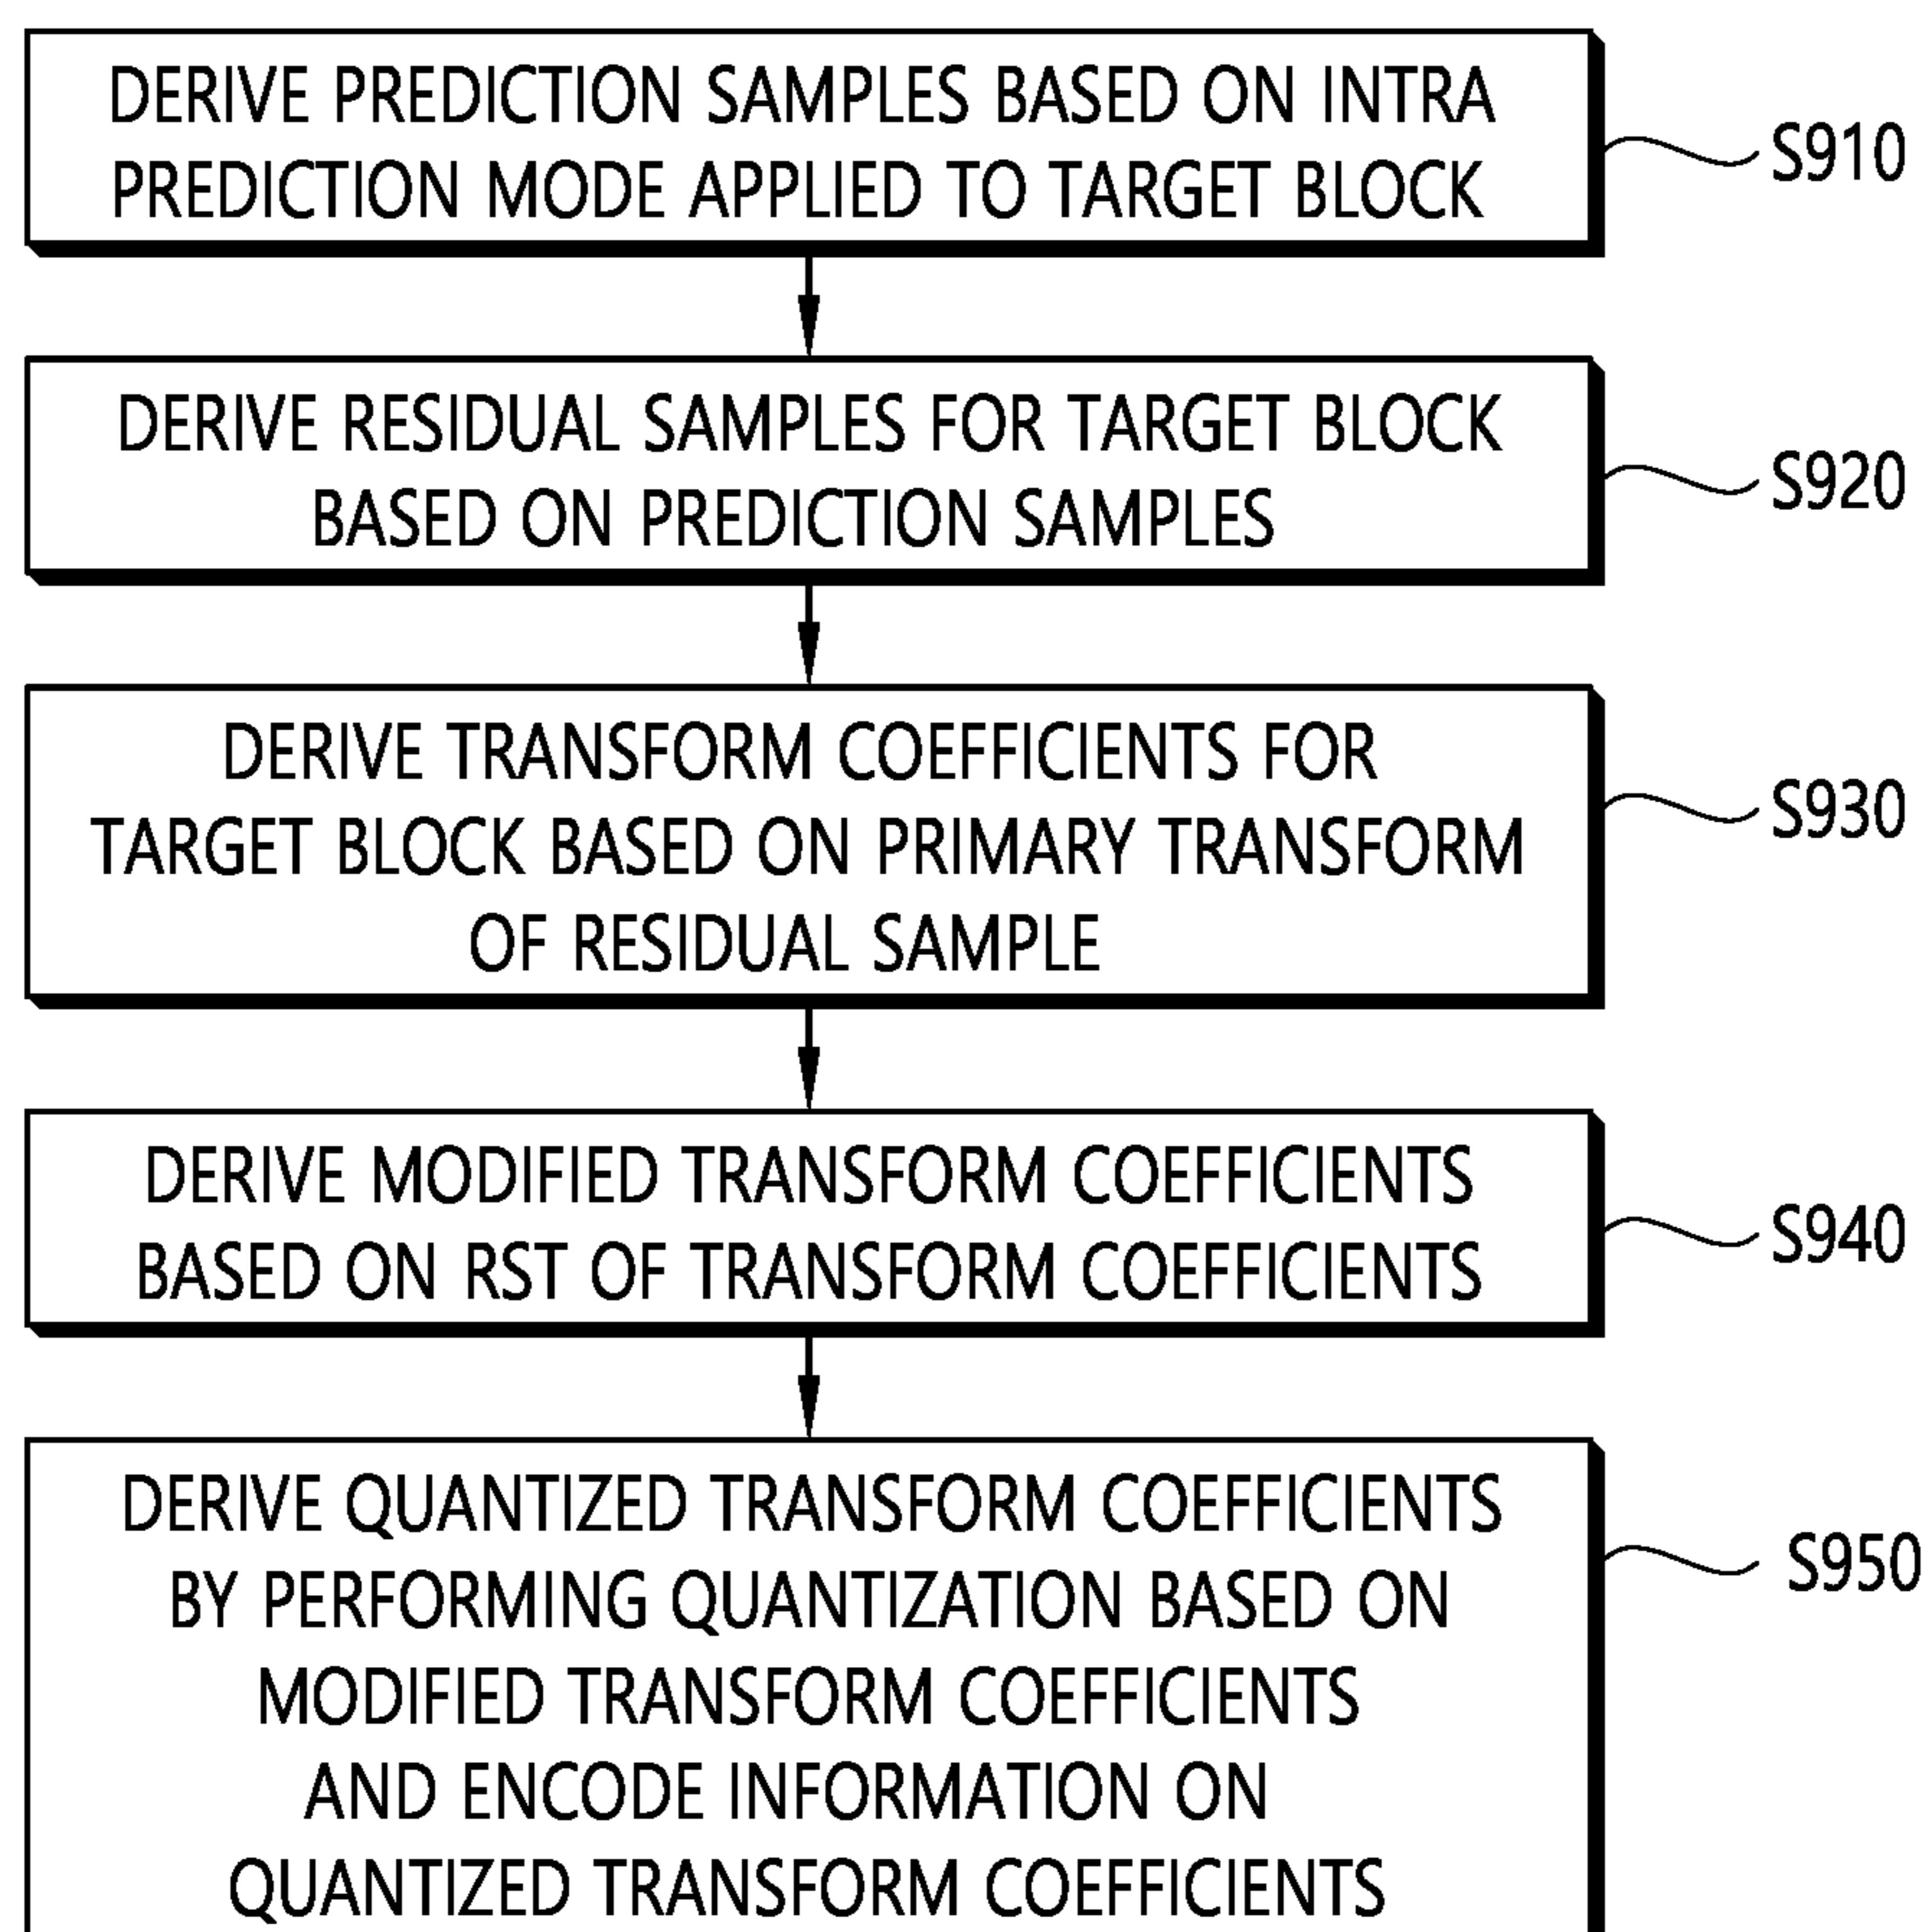 DERIVE PREDICTION SAMPLES BASED ON INTRA
PREDICTION MODE APPLIED TO TARGET BLOCK
S910
DERIVE RESIDUAL SAMPLES FOR TARGET BLOCK
BASED ON PREDICTION SAMPLES
S920
DERIVE TRANSFORM COEFFICIENTS FOR
TARGET BLOCK BASED ON PRIMARY TRANSFORM
OF RESIDUAL SAMPLE
S930
DERIVE MODIFIED TRANSFORM COEFFICIENTS
BASED ON RST OF TRANSFORM COEFFICIENTS
S940
DERIVE QUANTIZED TRANSFORM COEFFICIENTS
BY PERFORMING QUANTIZATION BASED ON
MODIFIED TRANSFORM COEFFICIENTS
AND ENCODE INFORMATION ON
QUANTIZED TRANSFORM COEFFICIENTS
S950